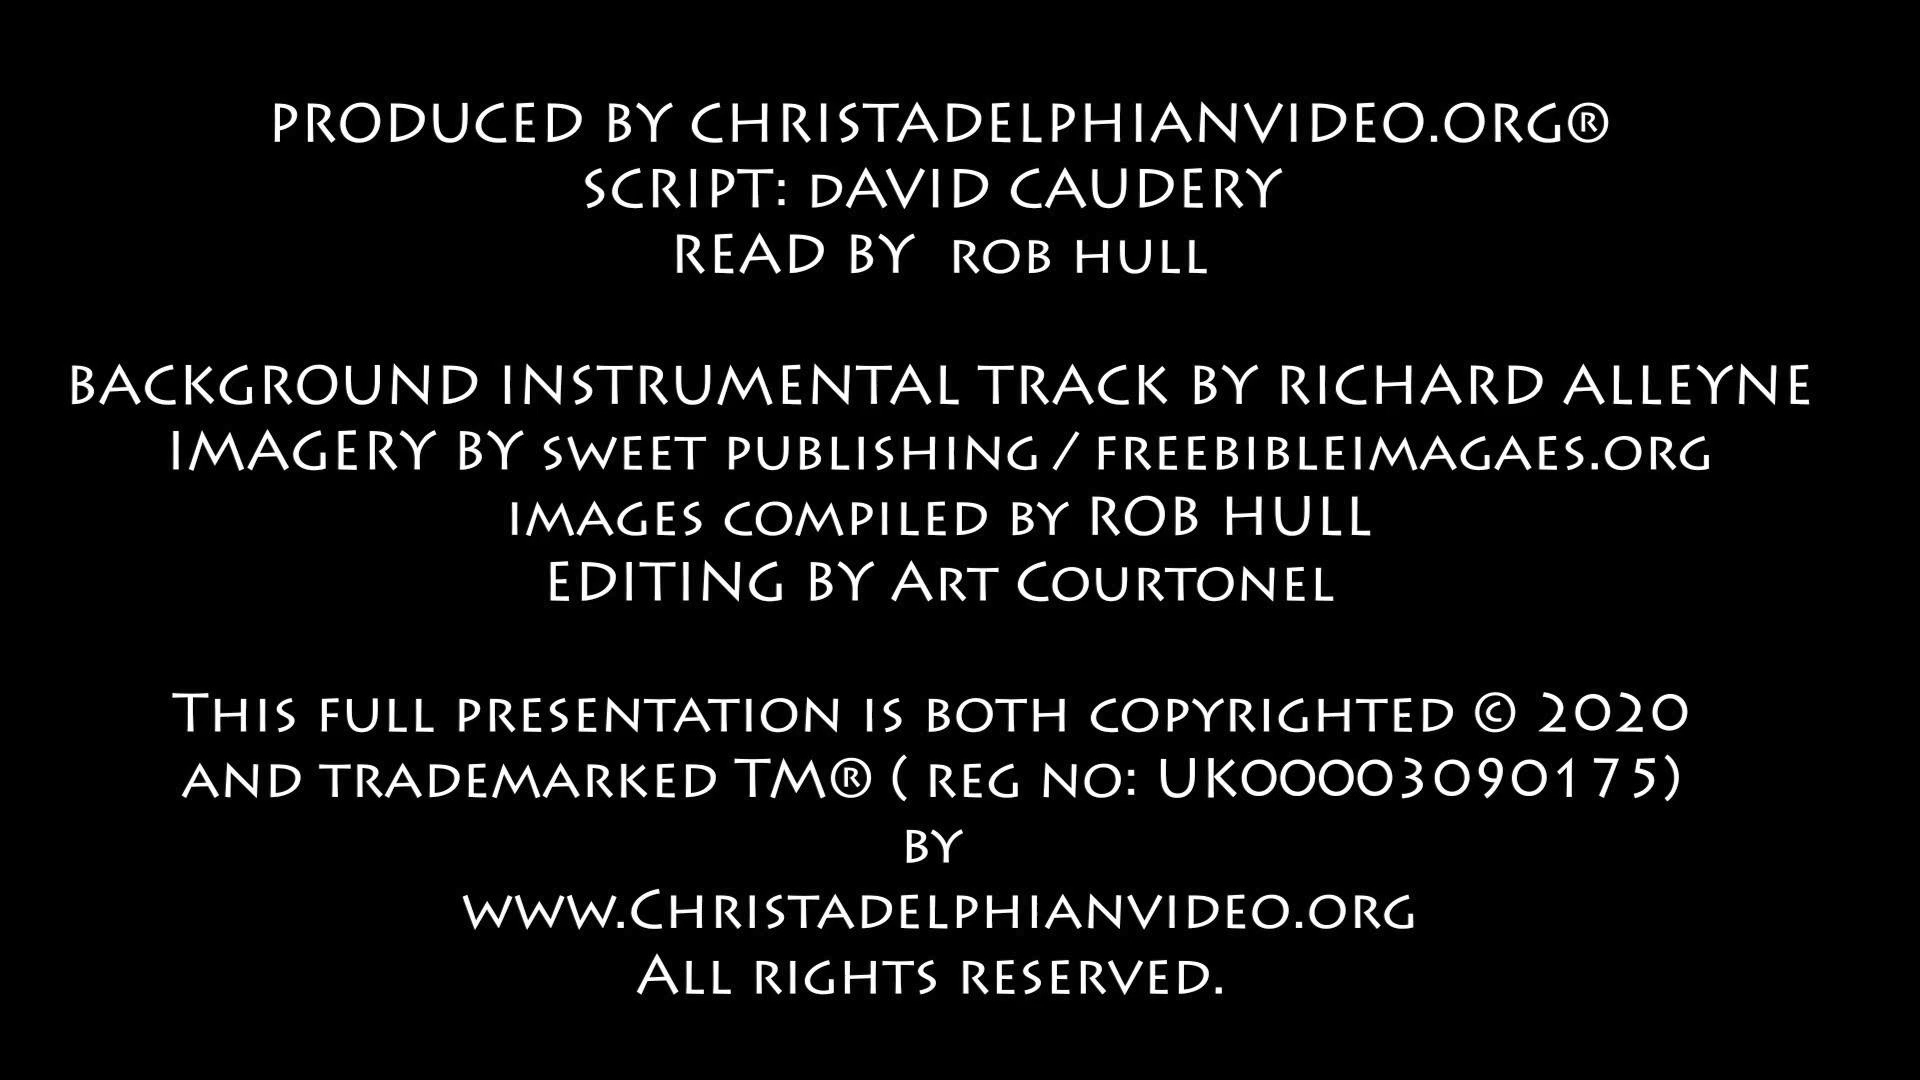 PRODUCED BY CHRISTADELPHIANVIDEO.ORG®
SCRIPT: dAVID CAUDERY
READ BY rob hull
BACKGROUND INSTRUMENTAL TRACK BY RICHARD ALLEYNE
IMAGERY BY sweet publishing / freebibleimagaes.org
images compiled by ROB HULL
EDITING BY Art Courtonel
This full presentation is both copyrighted © 2020
and trademarked TM® ( reg no: UK00003090175)
by
www.Christadelphianvideo.org
All rights reserved.